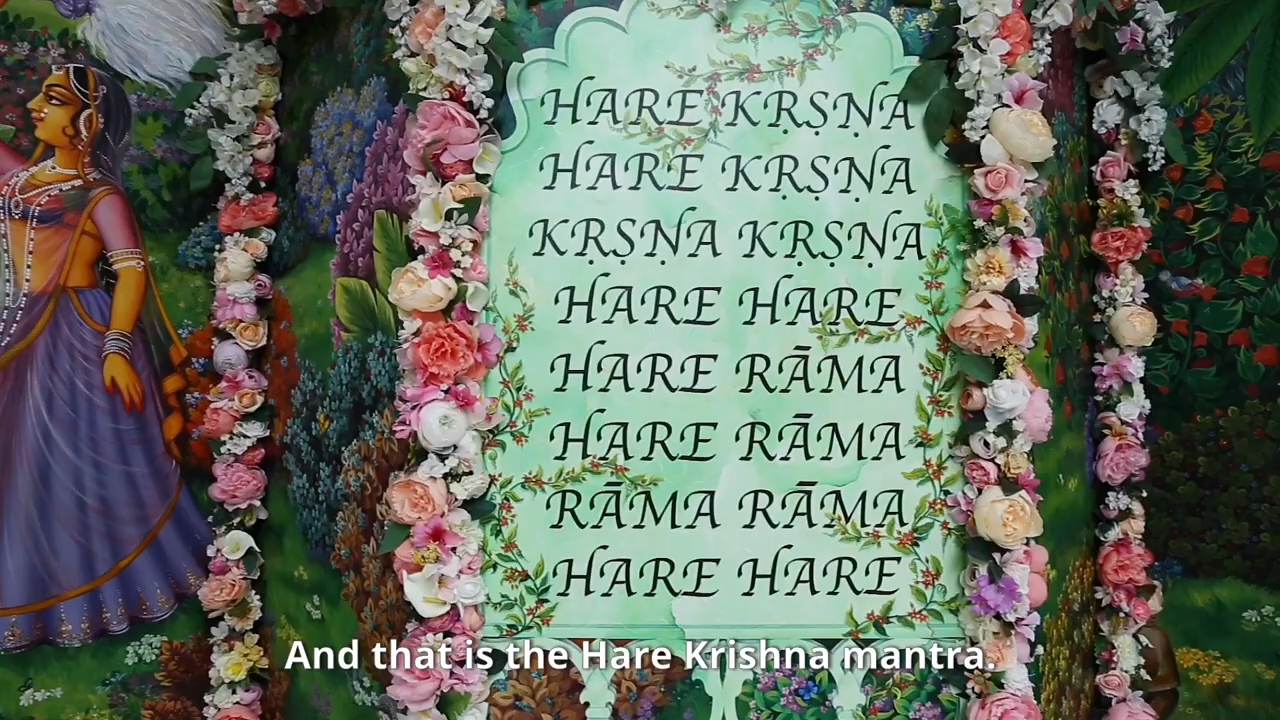 HARE KṚṢṆA
HARE KṚṢṆA
KṚṢṆA KṚṢṆA
HARE HARE
HARE RĀMA
HARE RĀMA
RĀMA RĀMA
HARE HARE
And that is the Hare Krishna mantra.